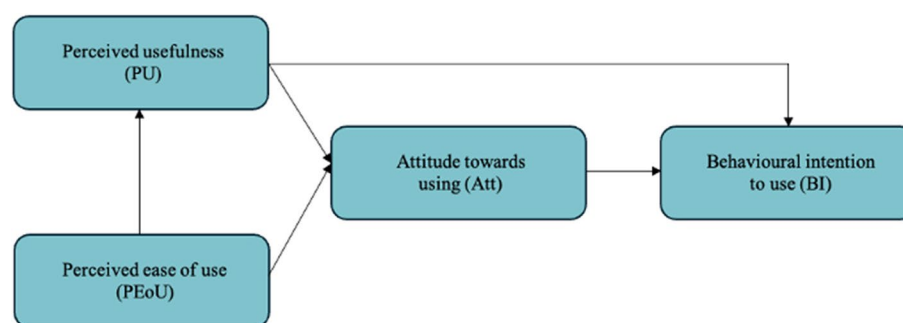 Perceived usefulness
(PU)
Attitude towards
using (Att)
Behavioural intention
to use (BI)
Perceived ease of use
(PEoU)